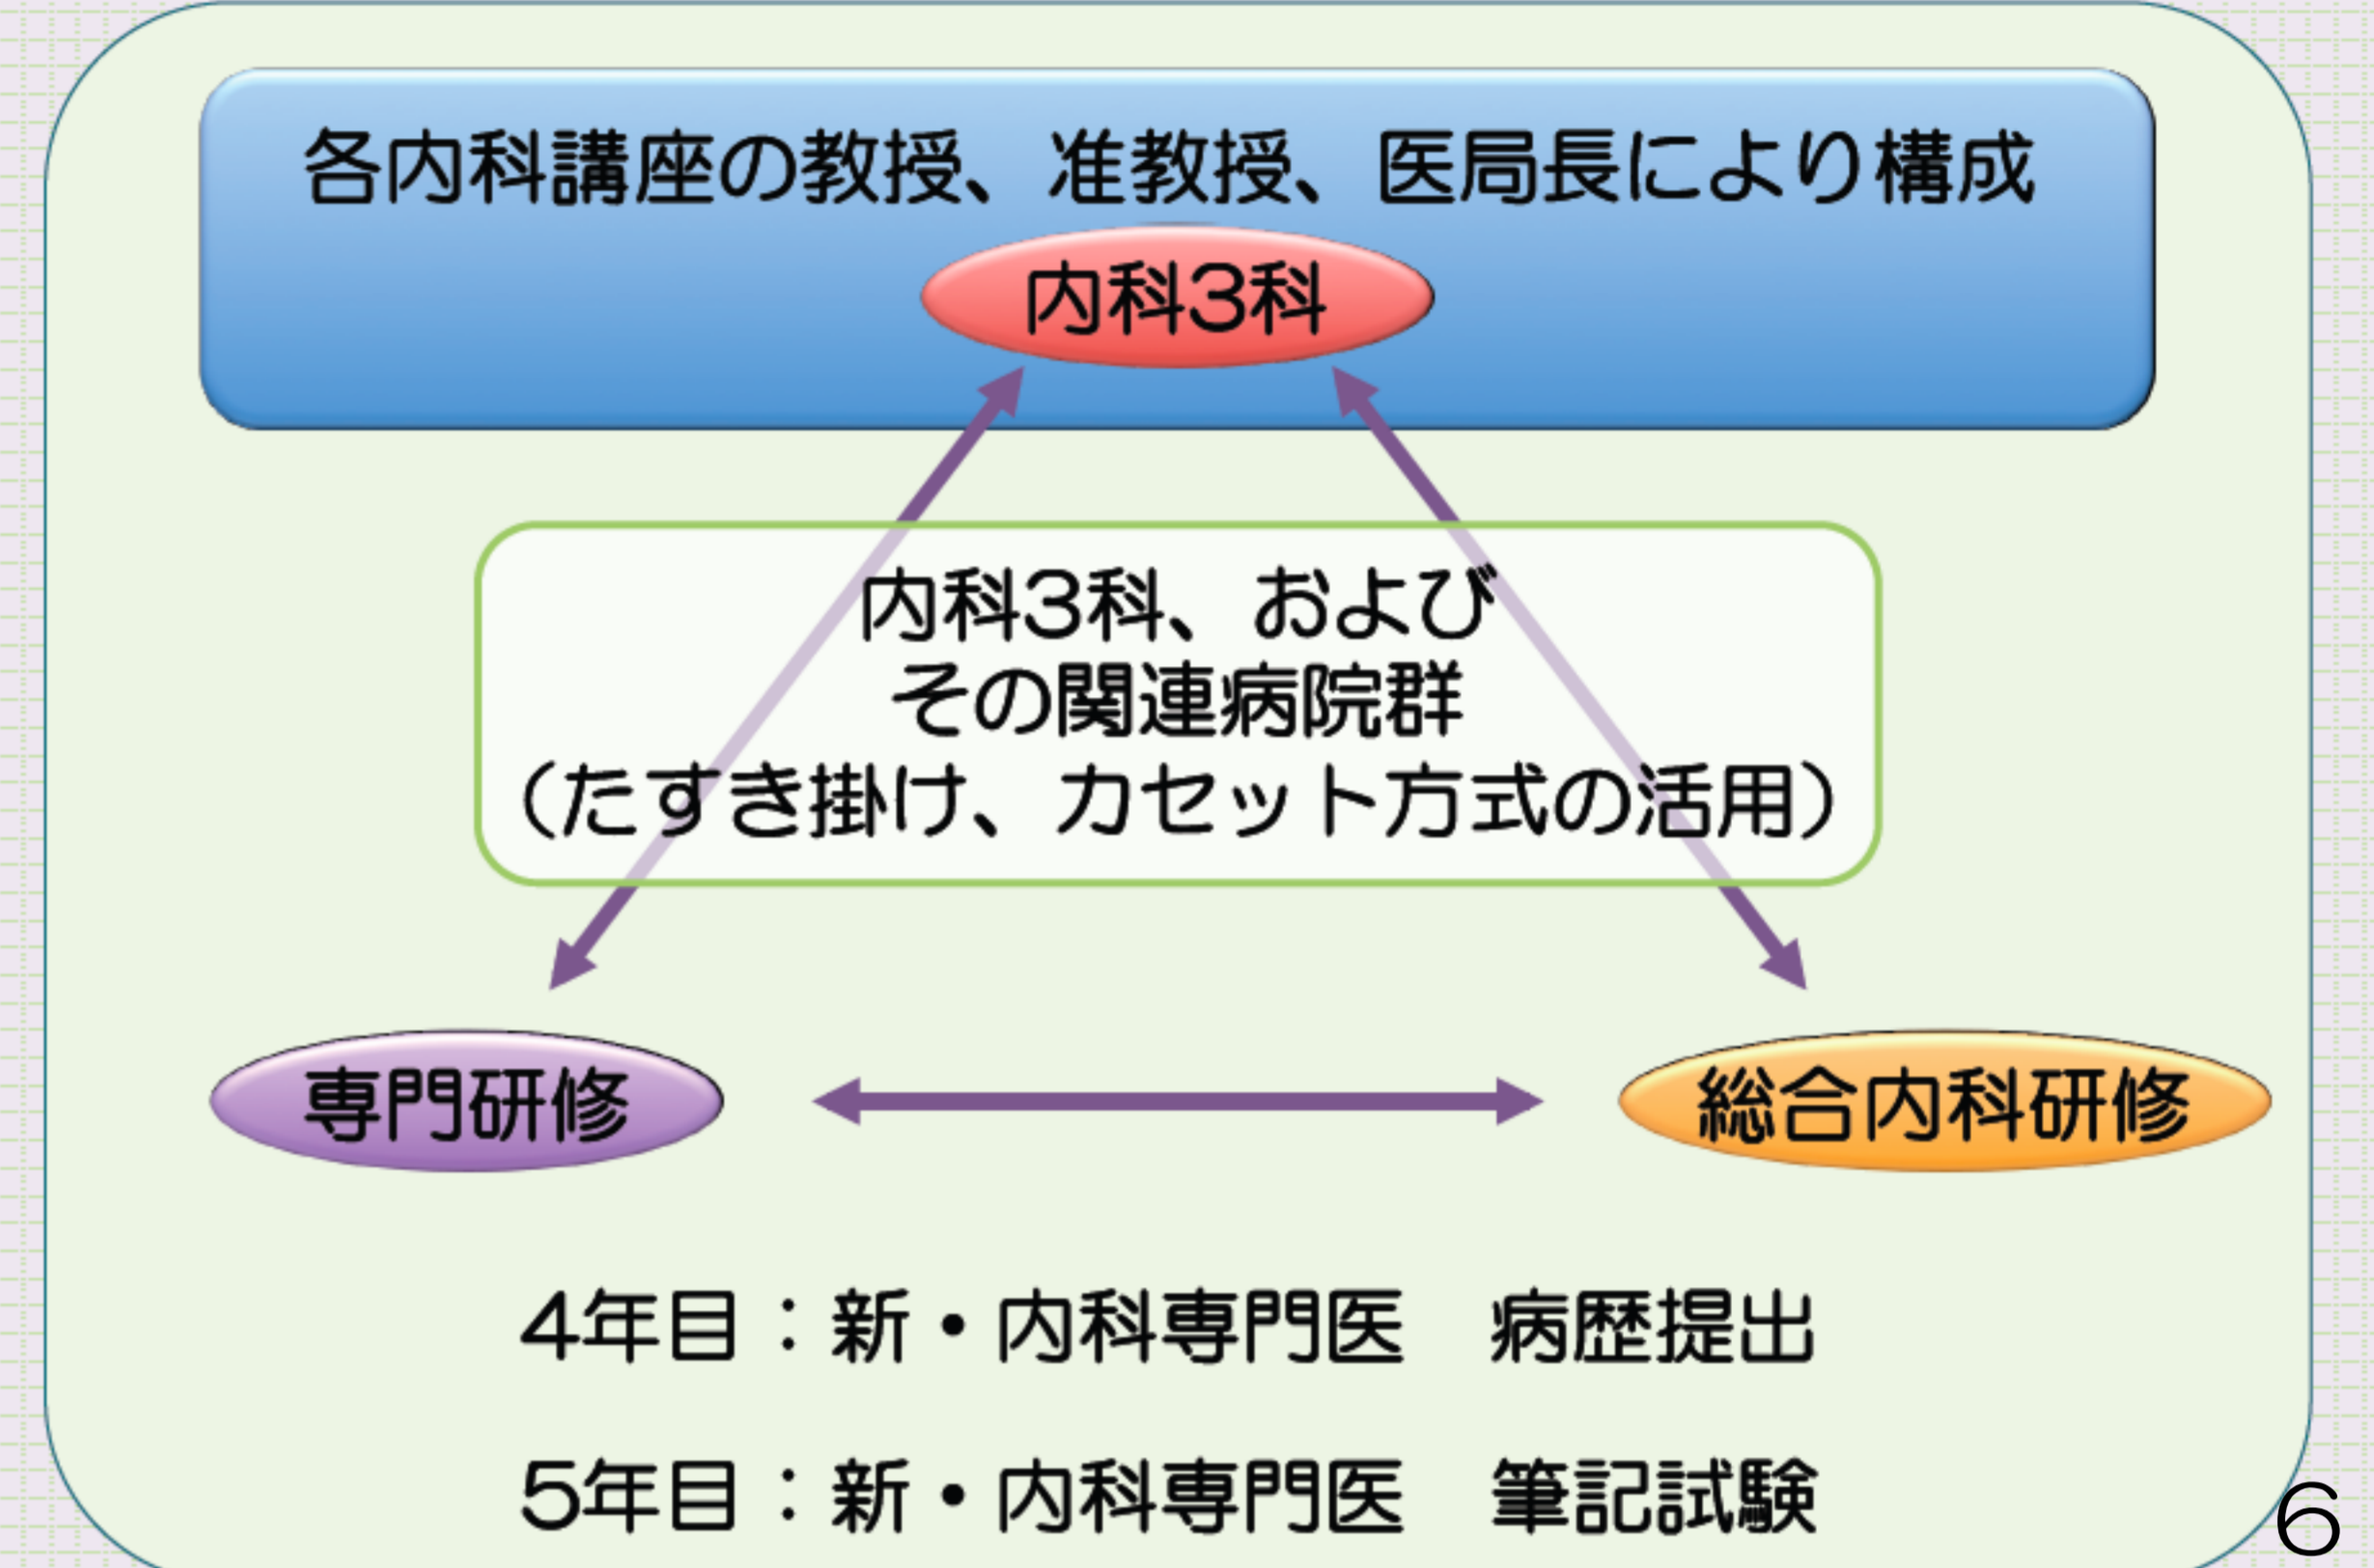 各内科講座の教授、准教授、医局長により構成
内科3科
内科3科、および
その関連病院群
（たすき掛け、カセット方式の活用）
専門研修
総合内科研修
4年目：新・内科専門医　病歴提出
5年目：新・内科専門医　筆記試験
6